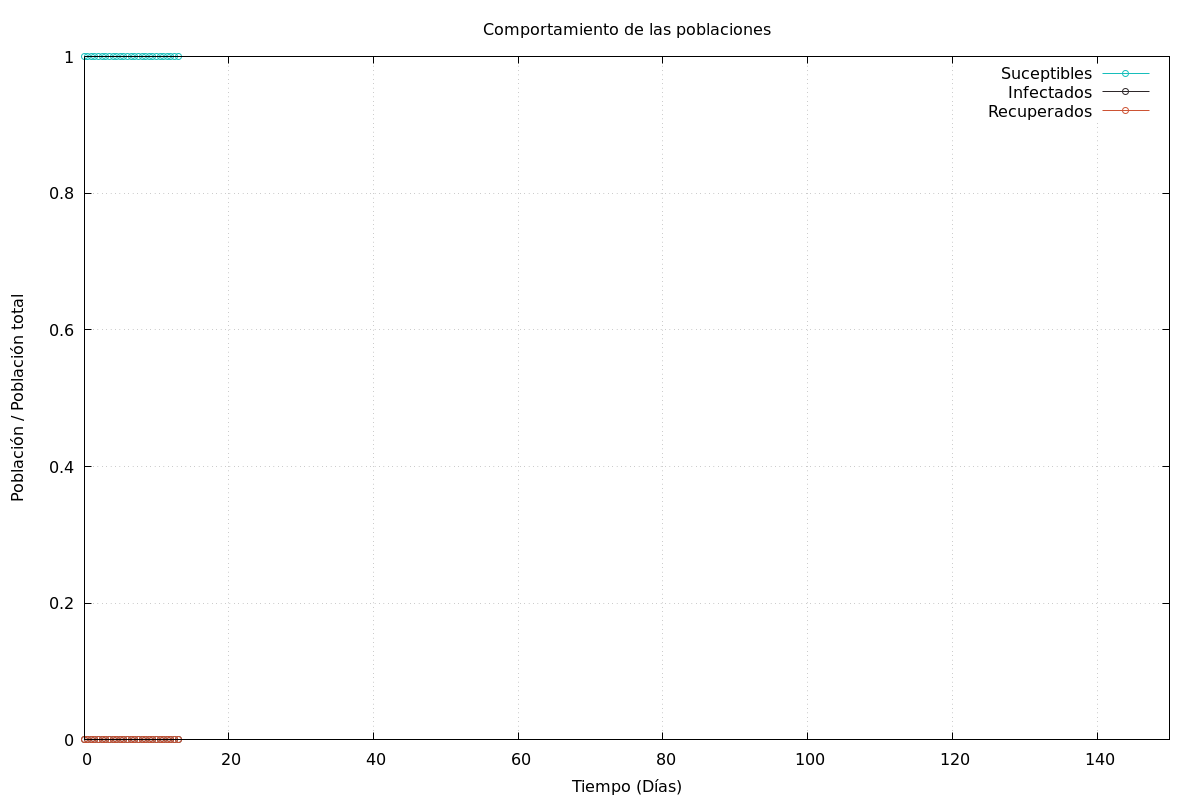 Comportamiento de las poblaciones
1
0.8
0.6
0.4
0.2
0
Población / Población total
Suceptibles
Infectados
Recuperados
0 20 40 60 80 100 120 140
Tiempo (Días)